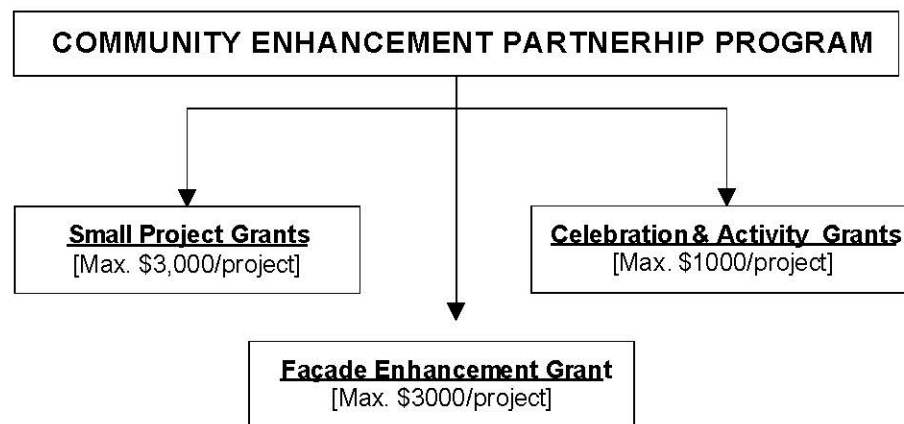 COMMUNITY ENHANCEMENT PARTNERHIP PROGRAM
Small Project Grants
[Max. $3,000/project]
Celebration & Activity Grants
[Max. $1000/project]
Façade Enhancement Grant
[Max. $3000/project]